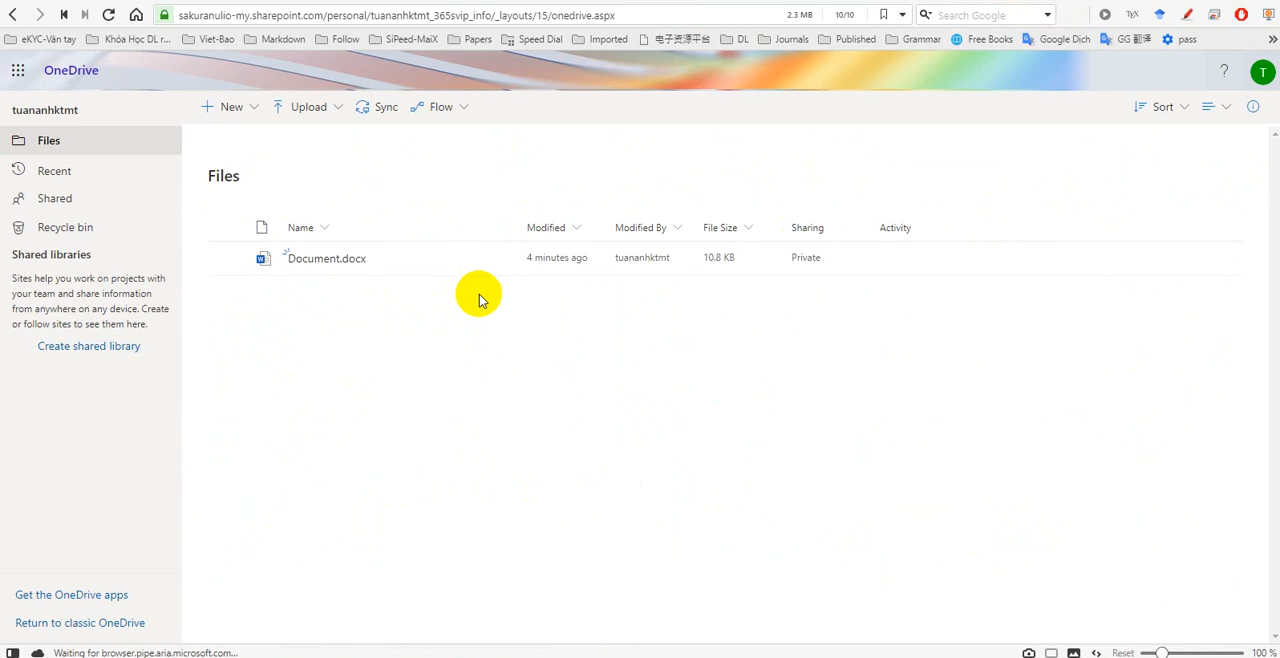 sakuranulio-my.sharepoint.com/personal/tuananhktmt_365vip_info/_layouts/15/onedrive.aspx 2.3 MB 10/10 Search Google TEX
eKYC-Vân tay Khóa Học DL r... Viet-Bao Markdown Follow SiPeed-MaiX Papers Speed Dial Imported 电子资源平台 DL Journals Published Grammar Free Books Google Dịch GG 翻译 pass
OneDrive ? T
tuananhktmt New Upload Sync Flow Sort
Files
Recent
Shared
Recycle bin
Shared libraries
Sites help you work on projects with
your team and share information
from anywhere on any device. Create
or follow sites to see them here.
Create shared library
Files
Name Modified Modified By File Size Sharing Activity
Document.docx 4 minutes ago tuananhktmt 10.8 KB Private
Get the OneDrive apps
Return to classic OneDrive
Waiting for browser.pipe.aria.microsoft.com... Reset 100 %